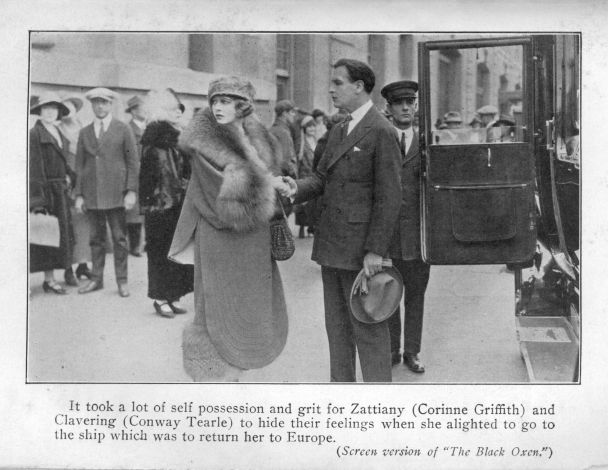 It took a lot of self possession and grit for Zattiany (Corinne Griffith) and
Clavering (Conway Tearle) to hide their feelings when she alighted to go to
the ship which was to return her to Europe.
(Screen version of "The Black Oxen.")